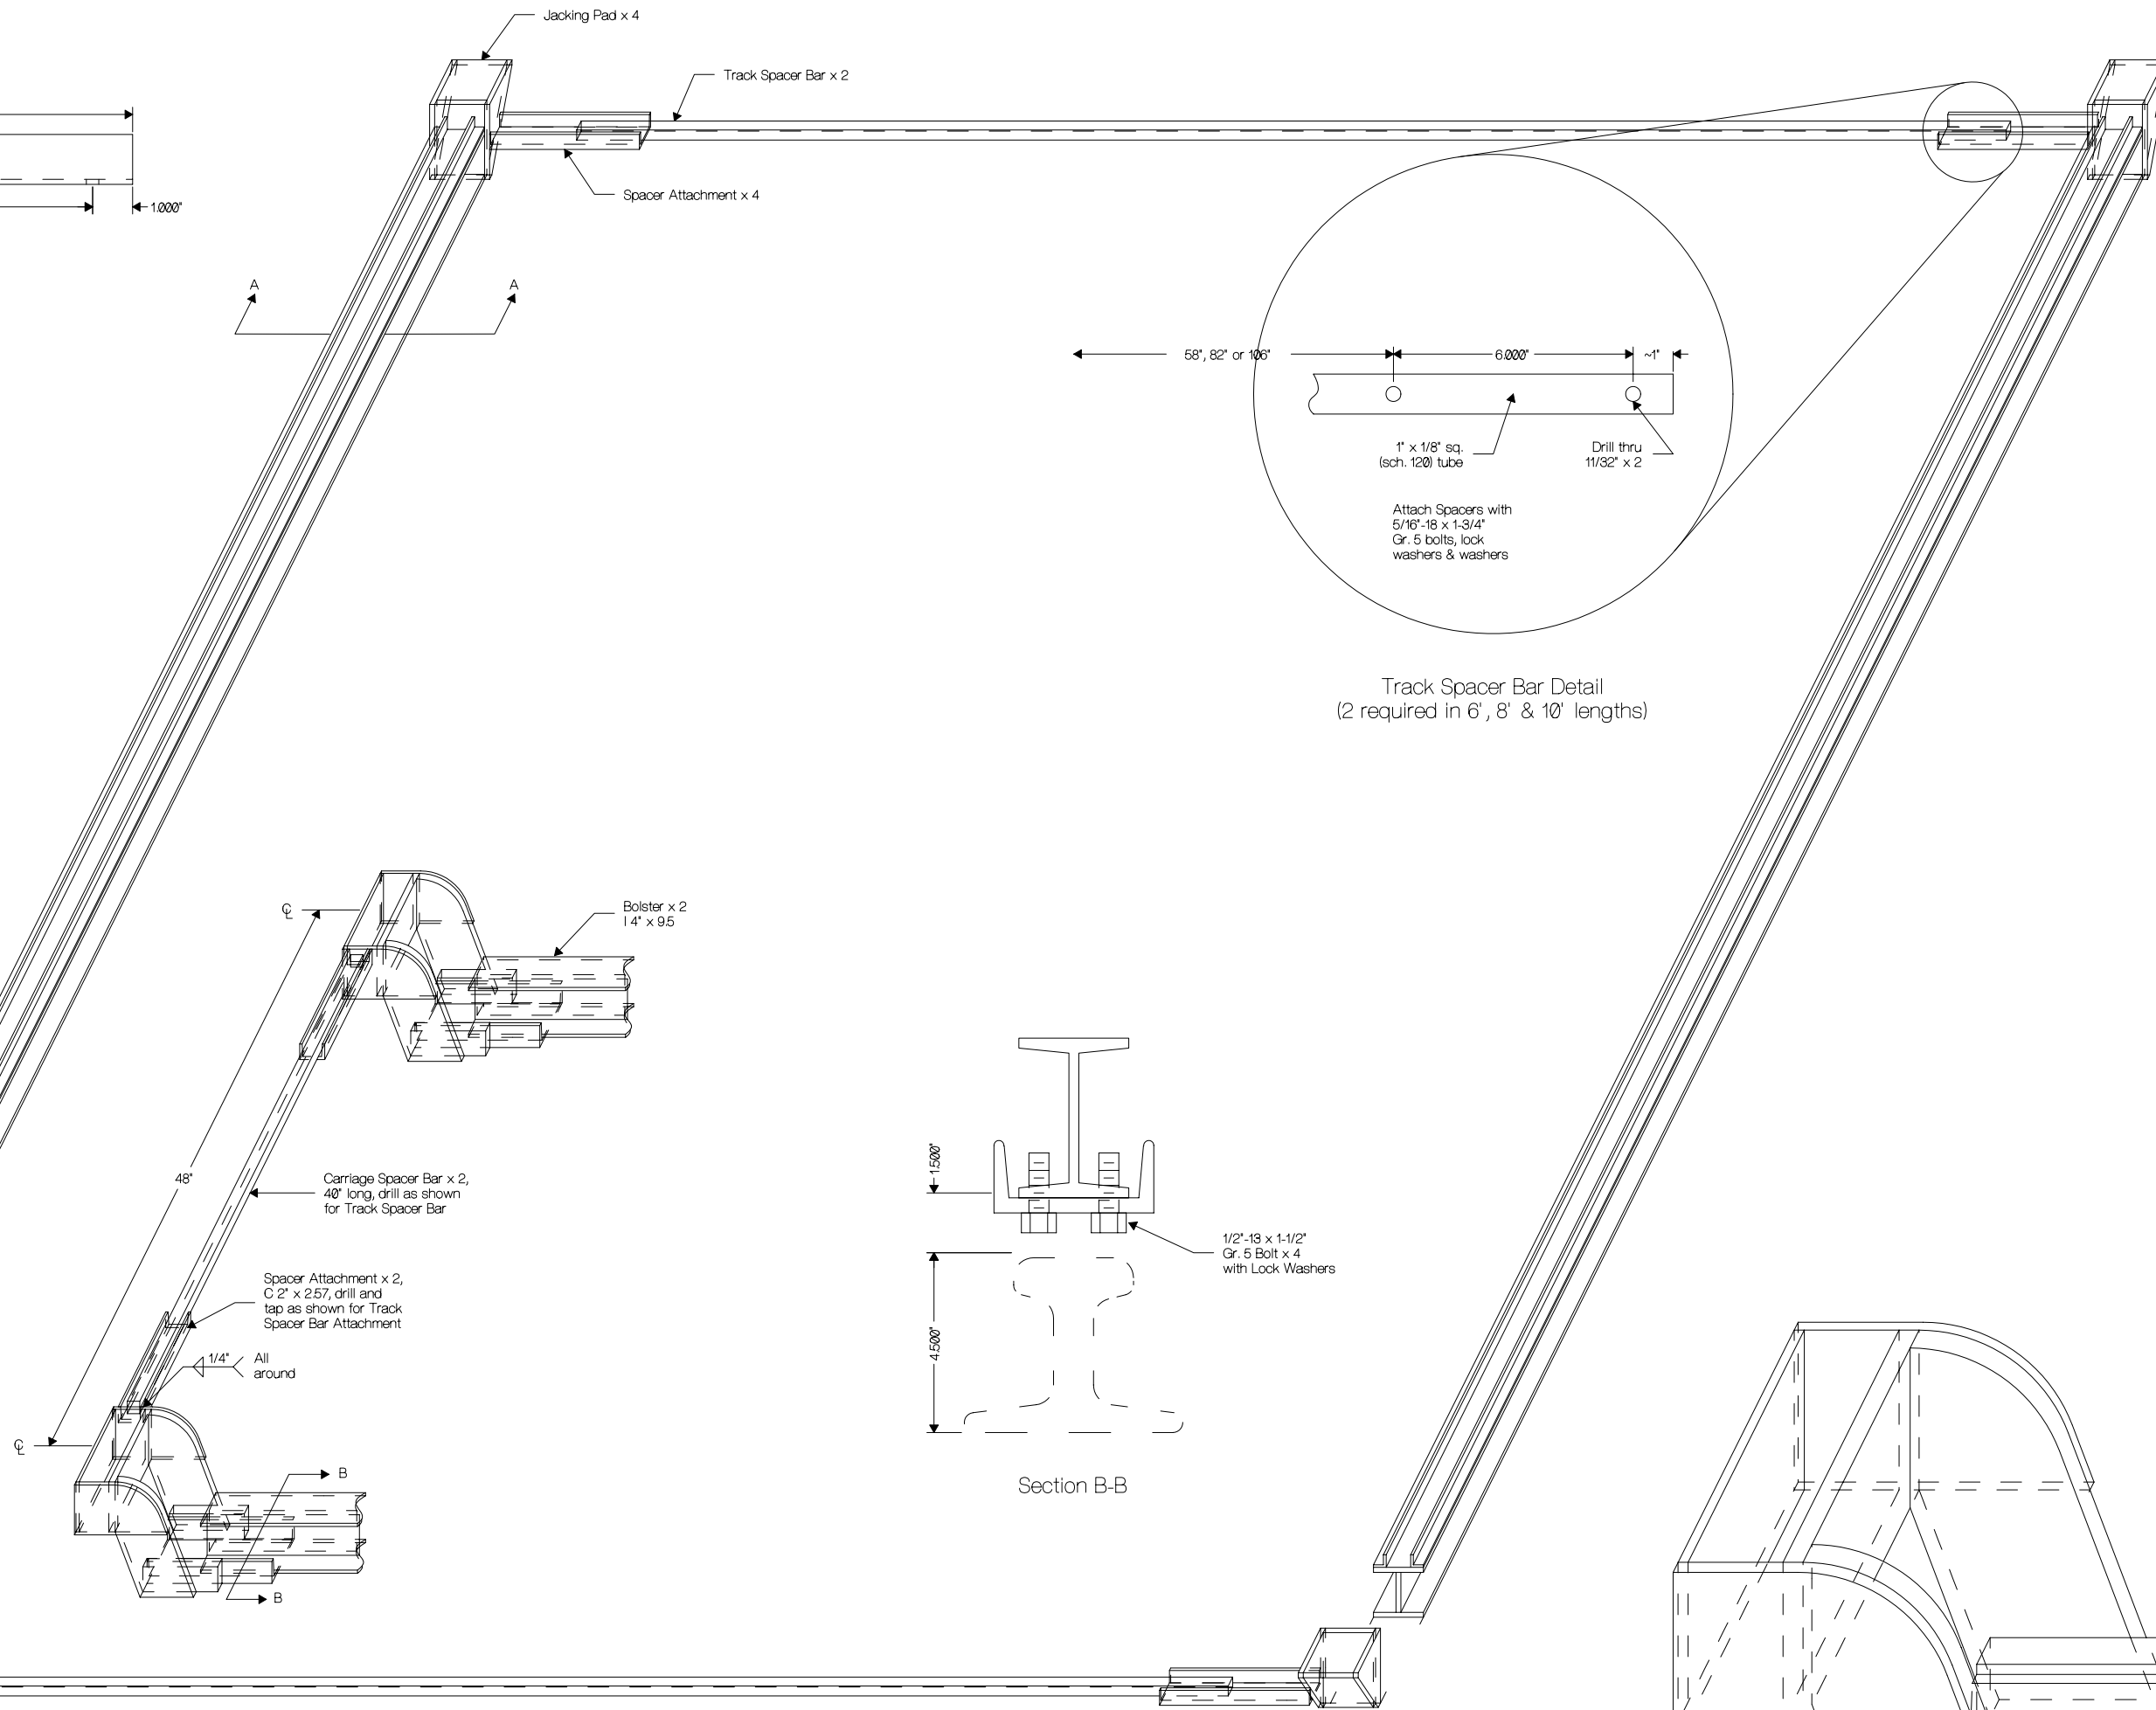 Jacking Pad x 4
Track Spacer Bar x 2
Spacer Attachment x 4
1.000"
A
A
58", 82" or 106"
6.000"
~1"
1" x 1/8" sq.
(sch. 120) tube
Drill thru
11/32" x 2
Attach Spacers with
5/16"-18 x 1-3/4"
Gr. 5 bolts, lock
washers & washers
Track Spacer Bar Detail
(2 required in 6', 8' & 10' lengths)
℄
Bolster x 2
I 4" x 9.5
48"
Carriage Spacer Bar x 2,
40" long, drill as shown
for Track Spacer Bar
1.500"
1/2"-13 x 1-1/2"
Gr. 5 Bolt x 4
with Lock Washers
4.500"
Section B-B
Spacer Attachment x 2,
C 2" x 2.57, drill and
tap as shown for Track
Spacer Bar Attachment
1/4"
All
around
℄
B
B